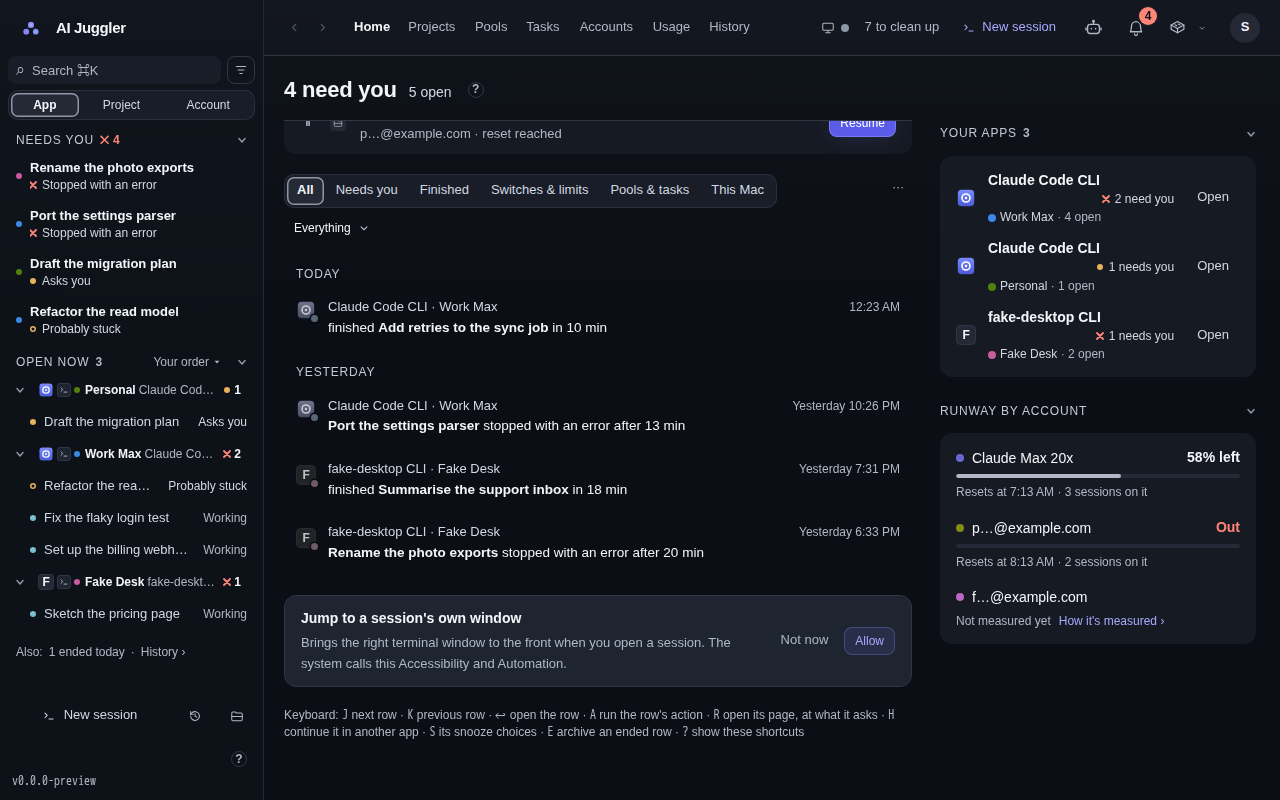 AI Juggler
Search ⌘K
App
Project
Account
NEEDS YOU 4
Rename the photo exports
Stopped with an error
Port the settings parser
Stopped with an error
Draft the migration plan
Asks you
Refactor the read model
Probably stuck
OPEN NOW 3
Your order
Personal Claude Cod… 1
Draft the migration plan Asks you
Work Max Claude Co… 2
Refactor the rea… Probably stuck
Fix the flaky login test Working
Set up the billing webh… Working
F Fake Desk fake-deskt… 1
Sketch the pricing page Working
Also: 1 ended today · History ›
New session
?
v0.0.0-preview
Home
Projects
Pools
Tasks
Accounts
Usage
History
7 to clean up
New session
4
S
4 need you 5 open ?
p…@example.com · reset reached
Resume
All
Needs you
Finished
Switches & limits
Pools & tasks
This Mac
…
Everything
TODAY
Claude Code CLI · Work Max 12:23 AM
finished Add retries to the sync job in 10 min
YESTERDAY
Claude Code CLI · Work Max Yesterday 10:26 PM
Port the settings parser stopped with an error after 13 min
F
fake-desktop CLI · Fake Desk Yesterday 7:31 PM
finished Summarise the support inbox in 18 min
F
fake-desktop CLI · Fake Desk Yesterday 6:33 PM
Rename the photo exports stopped with an error after 20 min
Jump to a session's own window
Brings the right terminal window to the front when you open a session. The
system calls this Accessibility and Automation.
Not now
Allow
Keyboard: J next row · K previous row · ↩ open the row · A run the row's action · R open its page, at what it asks · H
continue it in another app · S its snooze choices · E archive an ended row · ? show these shortcuts
YOUR APPS 3
Claude Code CLI
2 need you
Open
Work Max · 4 open
Claude Code CLI
1 needs you
Open
Personal · 1 open
F
fake-desktop CLI
1 needs you
Open
Fake Desk · 2 open
RUNWAY BY ACCOUNT
Claude Max 20x 58% left
Resets at 7:13 AM · 3 sessions on it
p…@example.com Out
Resets at 8:13 AM · 2 sessions on it
f…@example.com
Not measured yet How it's measured ›